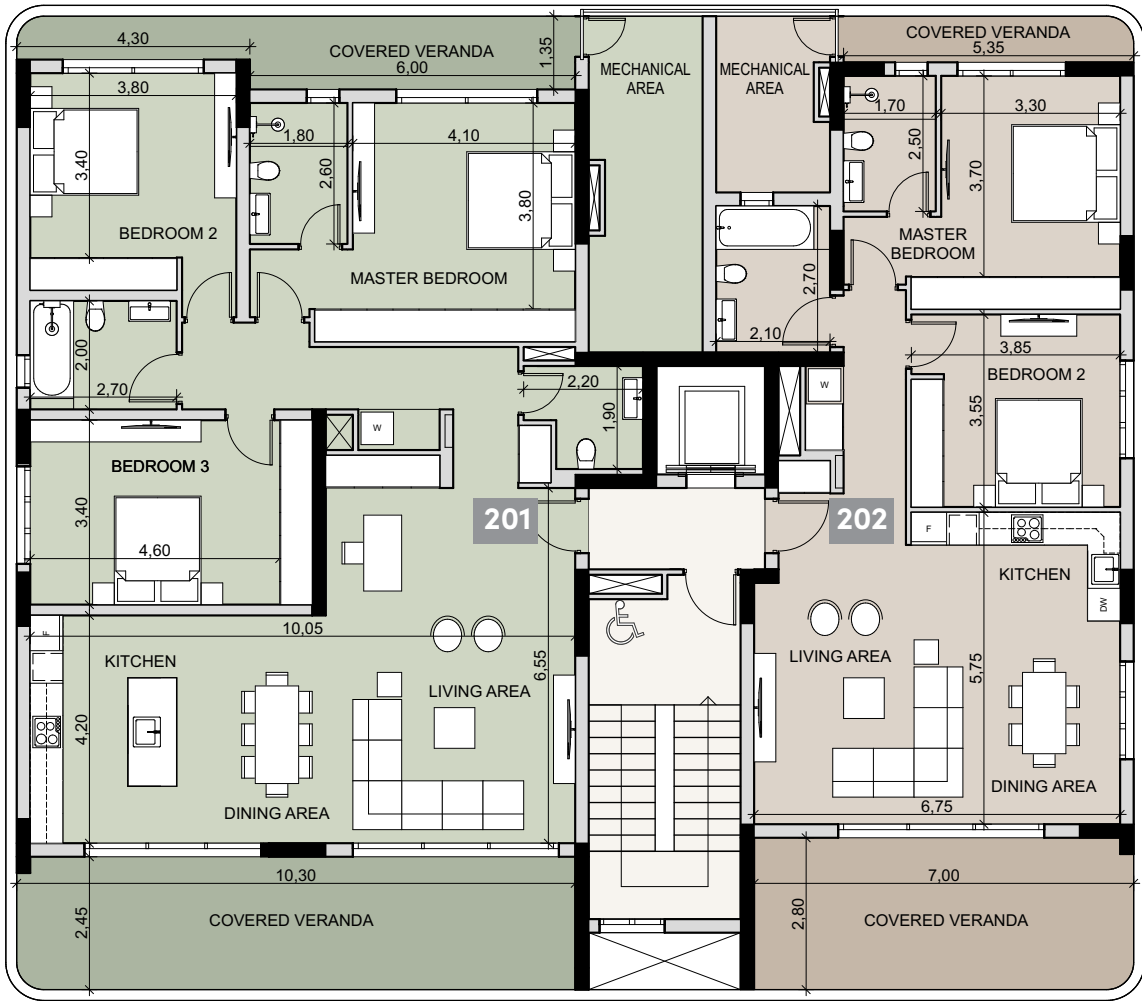 4,30
COVERED VERANDA
6,00
1,35
MECHANICAL
AREA
MECHANICAL
AREA
COVERED VERANDA
5,35
3,80
3,40
BEDROOM 2
1,80
2,60
4,10
3,80
MASTER BEDROOM
1,70
2,50
3,30
3,70
MASTER
BEDROOM
2,70
2,10
2,00
2,70
3,85
BEDROOM 2
3,55
2,20
1,90
W
W
BEDROOM 3
3,40
4,60
201
202
F
KITCHEN
DW
10,05
F
KITCHEN
4,20
LIVING AREA
6,55
DINING AREA
LIVING AREA
5,75
DINING AREA
6,75
10,30
2,45
COVERED VERANDA
7,00
2,80
COVERED VERANDA